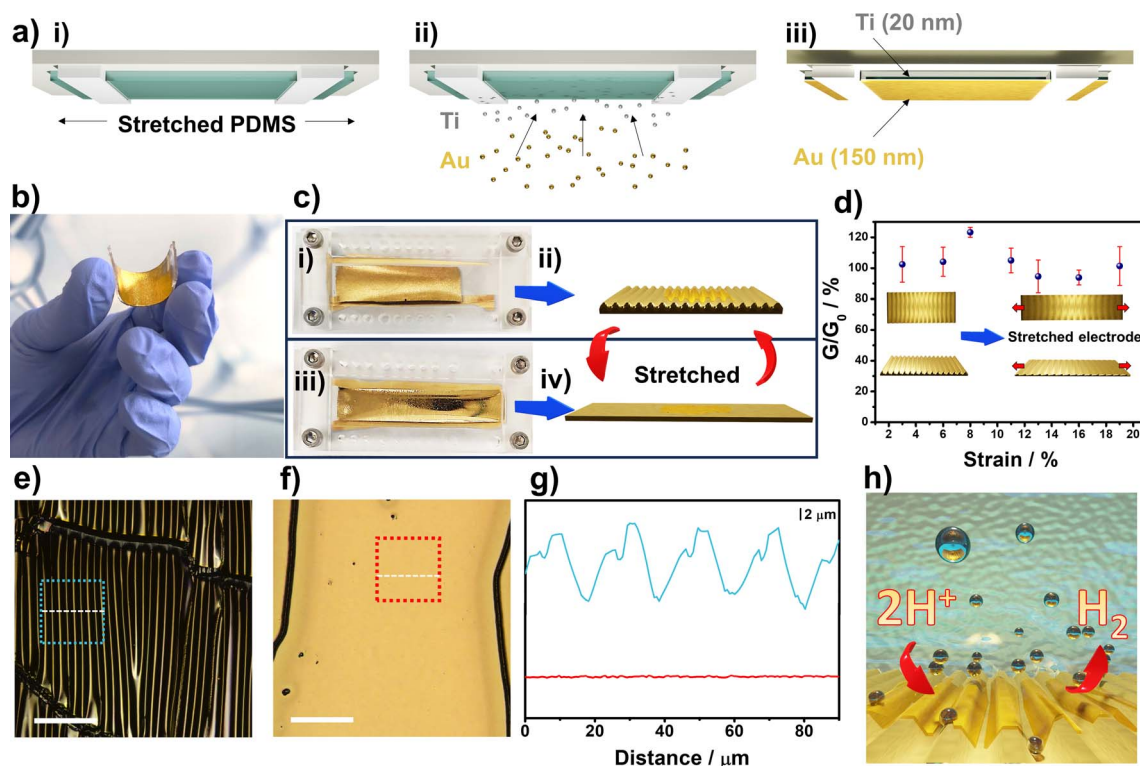 a) i)
Stretched PDMS
ii)
Ti
Au
iii)
Ti (20 nm)
Au (150 nm)
b)
c)
i)
ii)
iii)
iv)
Stretched
d)
G/G0 / %
120
100
80
60
40
20
0
Stretched electrode
2 4 6 8 10 12 14 16 18 20
Strain / %
e)
f)
g)
2 μm
0 20 40 60 80
Distance / μm
h)
2H⁺
H₂